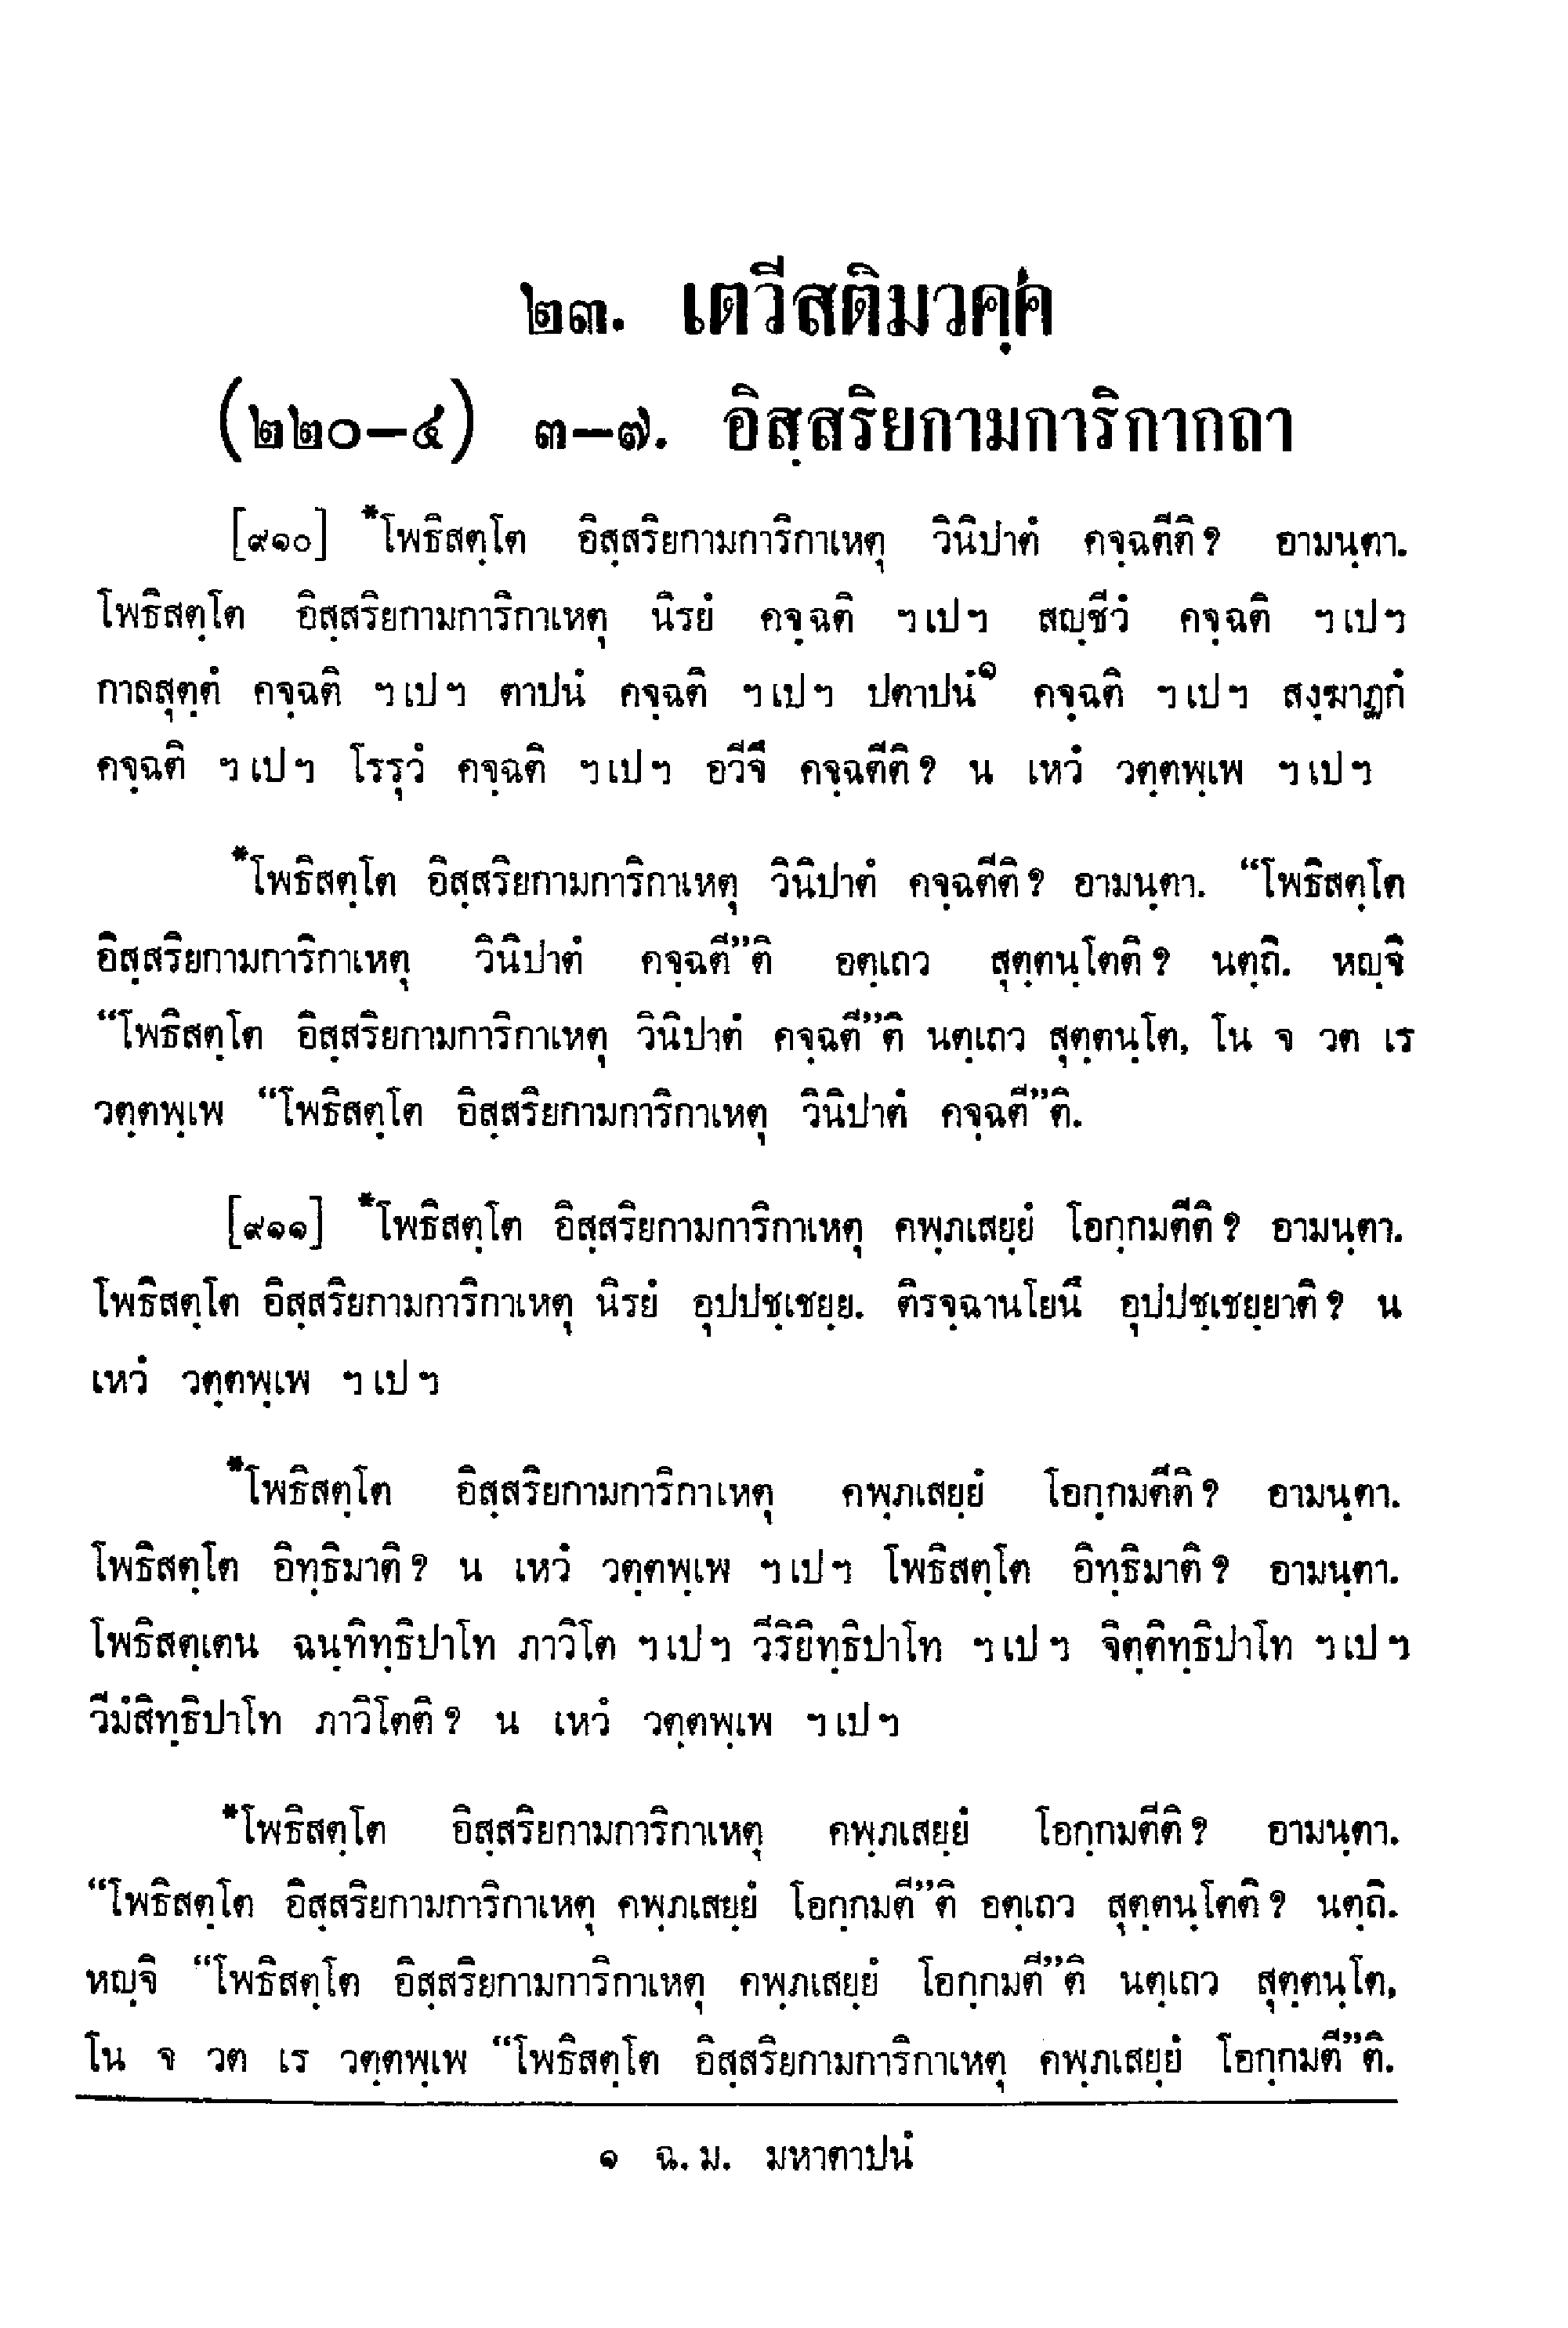 ๒๓. เตวีสติมวคฺค
(๒๒๐–๔) ๓–๗. อิสฺสริยกามการิกากถา
[๙๑๐] *โพธิสตฺโต อิสฺสริยกามการิกาเหตุ วินิปาตํ คจฺฉตีติ? อามนฺตา.
โพธิสตฺโต อิสฺสริยกามการิกาเหตุ นิรยํ คจฺฉติ ฯเปฯ สญฺชีวํ คจฺฉติ ฯเปฯ
กาลสุตฺตํ คจฺฉติ ฯเปฯ ตาปนํ คจฺฉติ ฯเปฯ ปตาปนํ๑ คจฺฉติ ฯเปฯ สงฺฆาฏกํ
คจฺฉติ ฯเปฯ โรรุวํ คจฺฉติ ฯเปฯ อวีจึ คจฺฉตีติ? น เหวํ วตฺตพฺเพ ฯเปฯ
*โพธิสตฺโต อิสฺสริยกามการิกาเหตุ วินิปาตํ คจฺฉตีติ? อามนฺตา. “โพธิสตฺโต
อิสฺสริยกามการิกาเหตุ วินิปาตํ คจฺฉตี”ติ อตฺเถว สุตฺตนฺโตติ? นตฺถิ. หญฺจิ
“โพธิสตฺโต อิสฺสริยกามการิกาเหตุ วินิปาตํ คจฺฉตี”ติ นตฺเถว สุตฺตนฺโต, โน จ วต เร
วตฺตพฺเพ “โพธิสตฺโต อิสฺสริยกามการิกาเหตุ วินิปาตํ คจฺฉตี”ติ.
[๙๑๑] *โพธิสตฺโต อิสฺสริยกามการิกาเหตุ คพฺภเสยฺยํ โอกฺกมตีติ? อามนฺตา.
โพธิสตฺโต อิสฺสริยกามการิกาเหตุ นิรยํ อุปปชฺเชยฺย. ติรจฺฉานโยนึ อุปปชฺเชยฺยาติ? น
เหวํ วตฺตพฺเพ ฯเปฯ
*โพธิสตฺโต อิสฺสริยกามการิกาเหตุ คพฺภเสยฺยํ โอกฺกมตีติ? อามนฺตา.
โพธิสตฺโต อิทฺธิมาติ? น เหวํ วตฺตพฺเพ ฯเปฯ โพธิสตฺโต อิทฺธิมาติ? อามนฺตา.
โพธิสตฺเตน ฉนฺทิทฺธิปาโท ภาวิโต ฯเปฯ วีริยิทฺธิปาโท ฯเปฯ จิตฺติทฺธิปาโท ฯเปฯ
วีมํสิทฺธิปาโท ภาวิโตติ? น เหวํ วตฺตพฺเพ ฯเปฯ
*โพธิสตฺโต อิสฺสริยกามการิกาเหตุ คพฺภเสยฺยํ โอกฺกมตีติ? อามนฺตา.
“โพธิสตฺโต อิสฺสริยกามการิกาเหตุ คพฺภเสยฺยํ โอกฺกมตี”ติ อตฺเถว สุตฺตนฺโตติ? นตฺถิ.
หญฺจิ “โพธิสตฺโต อิสฺสริยกามการิกาเหตุ คพฺภเสยฺยํ โอกฺกมตี”ติ นตฺเถว สุตฺตนฺโต,
โน จ วต เร วตฺตพฺเพ “โพธิสตฺโต อิสฺสริยกามการิกาเหตุ คพฺภเสยฺยํ โอกฺกมตี”ติ.
๑ ฉ.ม. มหาตาปนํ